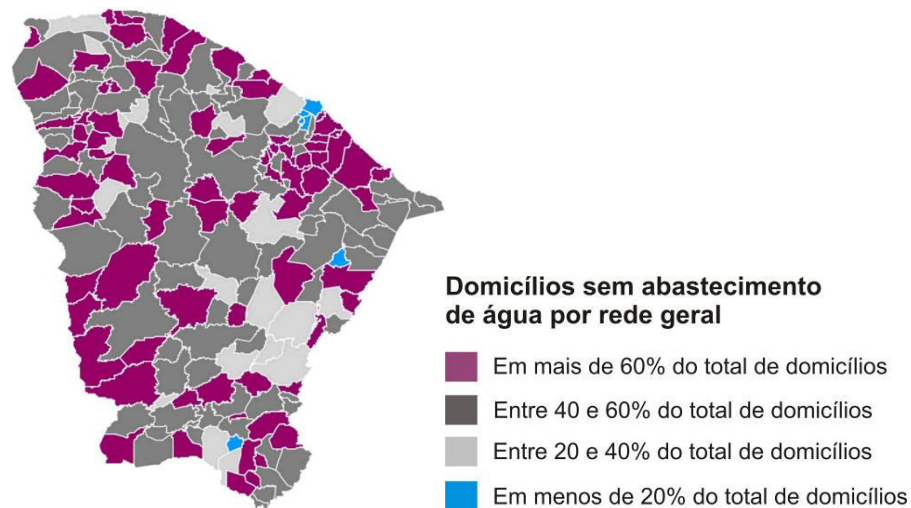 Domicílios sem abastecimento
de água por rede geral
Em mais de 60% do total de domicílios
Entre 40 e 60% do total de domicílios
Entre 20 e 40% do total de domicílios
Em menos de 20% do total de domicílios